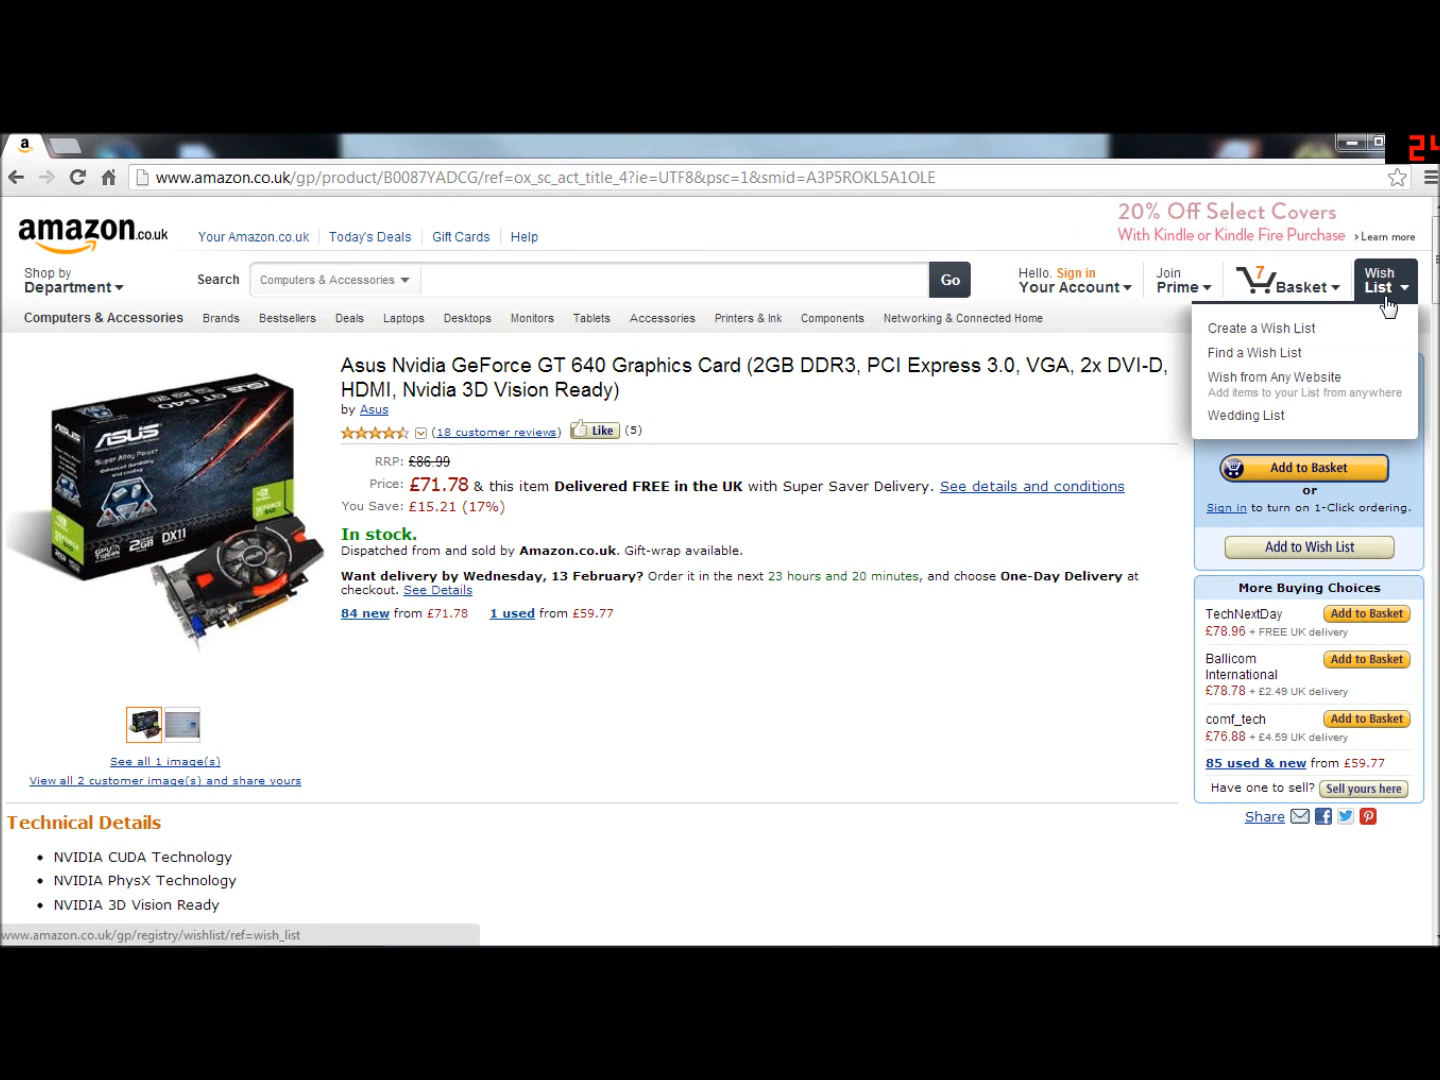 24
www.amazon.co.uk/gp/product/B0087YADCG/ref=ox_sc_act_title_4?ie=UTF8&psc=1&smid=A3P5ROKL5A1OLE
amazon.co.uk
Your Amazon.co.uk Today's Deals Gift Cards Help
20% Off Select Covers
With Kindle or Kindle Fire Purchase › Learn more
Shop by
Department
Search Computers & Accessories Go
Hello. Sign in
Your Account
Join
Prime
7
Basket
Wish
List
Computers & Accessories Brands Bestsellers Deals Laptops Desktops Monitors Tablets Accessories Printers & Ink Components Networking & Connected Home
Create a Wish List
Find a Wish List
Wish from Any Website
Add items to your List from anywhere
Wedding List
Asus Nvidia GeForce GT 640 Graphics Card (2GB DDR3, PCI Express 3.0, VGA, 2x DVI-D,
HDMI, Nvidia 3D Vision Ready)
by Asus
(18 customer reviews) Like (5)
RRP: £86.99
Price: £71.78 & this item Delivered FREE in the UK with Super Saver Delivery. See details and conditions
You Save: £15.21 (17%)
In stock.
Dispatched from and sold by Amazon.co.uk. Gift-wrap available.
Want delivery by Wednesday, 13 February? Order it in the next 23 hours and 20 minutes, and choose One-Day Delivery at
checkout. See Details
84 new from £71.78 1 used from £59.77
GT 640
ASUS
Super Alloy Power
GPU Tweak
2GB
DX11
Add to Basket
or
Sign in to turn on 1-Click ordering.
Add to Wish List
More Buying Choices
TechNextDay Add to Basket
£78.96 + FREE UK delivery
Ballicom
International Add to Basket
£78.78 + £2.49 UK delivery
comf_tech Add to Basket
£76.88 + £4.59 UK delivery
85 used & new from £59.77
Have one to sell? Sell yours here
Share
See all 1 image(s)
View all 2 customer image(s) and share yours
Technical Details
NVIDIA CUDA Technology
NVIDIA PhysX Technology
NVIDIA 3D Vision Ready
www.amazon.co.uk/gp/registry/wishlist/ref=wish_list